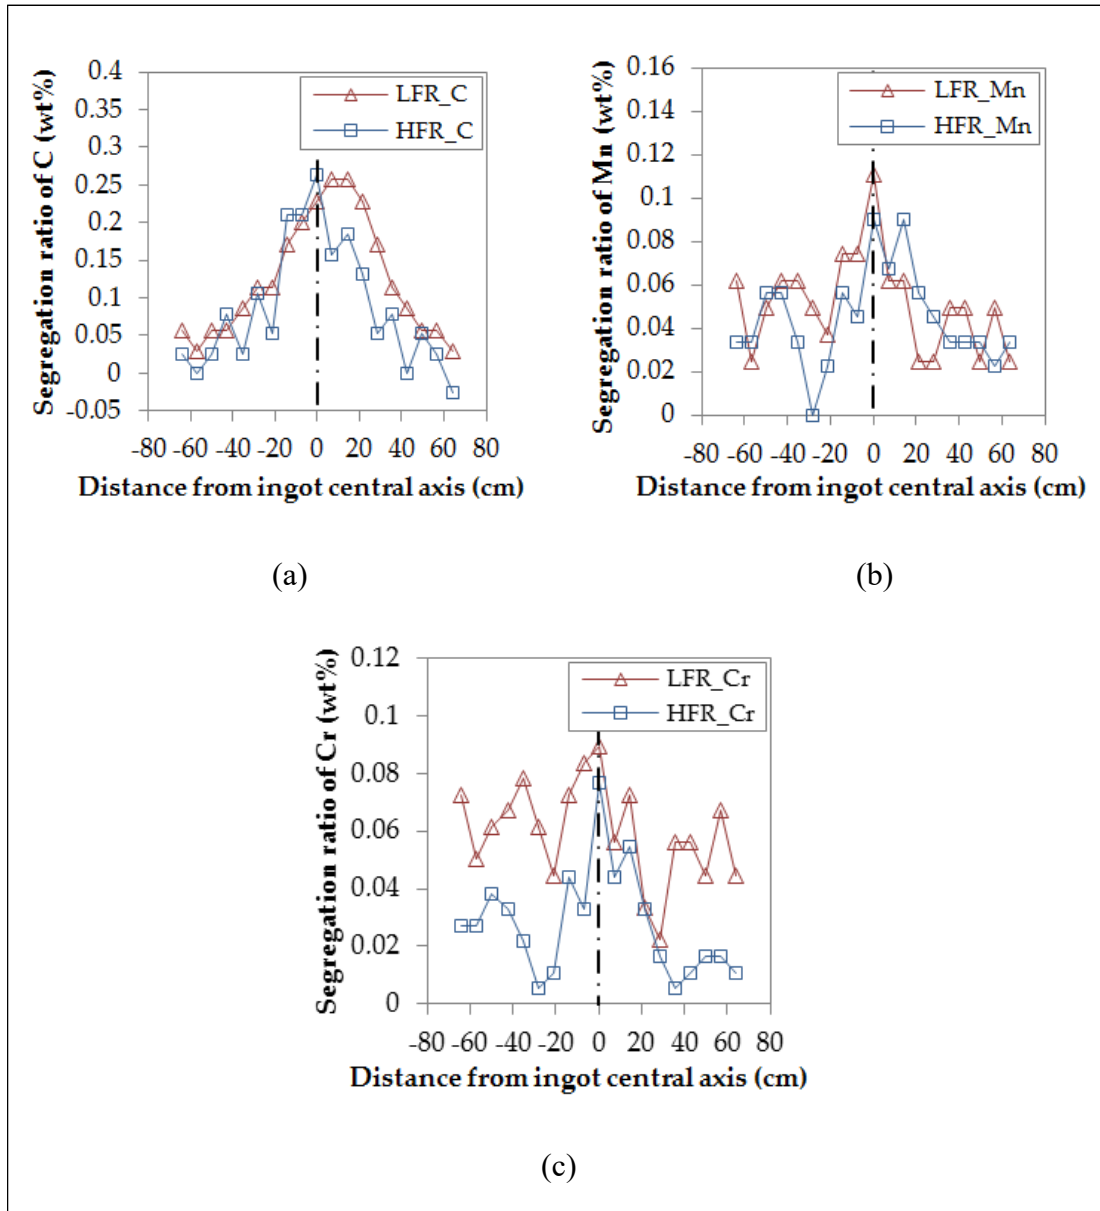 Segregation ratio of C (wt%)
0.4
0.35
0.3
0.25
0.2
0.15
0.1
0.05
0
-0.05
LFR_C
HFR_C
-80 -60 -40 -20 0 20 40 60 80
Distance from ingot central axis (cm)
(a)
Segregation ratio of Mn (wt%)
0.16
0.14
0.12
0.1
0.08
0.06
0.04
0.02
0
LFR_Mn
HFR_Mn
-80 -60 -40 -20 0 20 40 60 80
Distance from ingot central axis (cm)
(b)
Segregation ratio of Cr (wt%)
0.12
0.1
0.08
0.06
0.04
0.02
0
LFR_Cr
HFR_Cr
-80 -60 -40 -20 0 20 40 60 80
Distance from ingot central axis (cm)
(c)